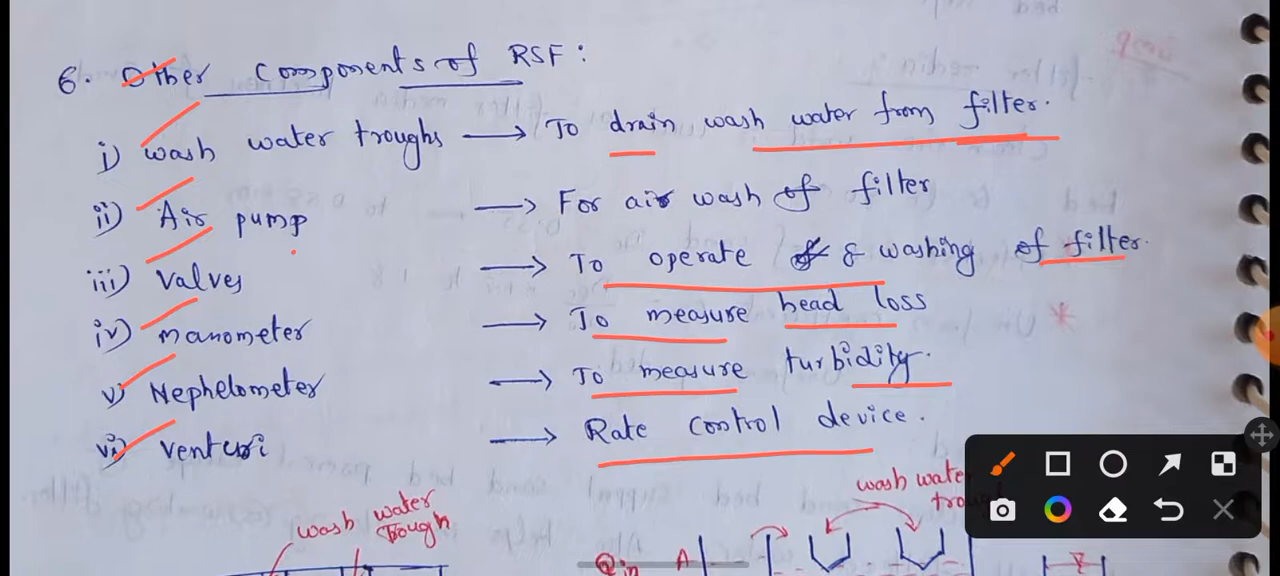 6. Other Components of RSF :
i) wash water troughs → To drain wash water from filter.
ii) Air pump → For air wash of filter
iii) Valves → To operate & washing of filter.
iv) manometer → To measure head loss
v) Nephelometer → To measure turbidity.
vi) venturi → Rate control device.
wash water
trough
wash water
trou
Qin A